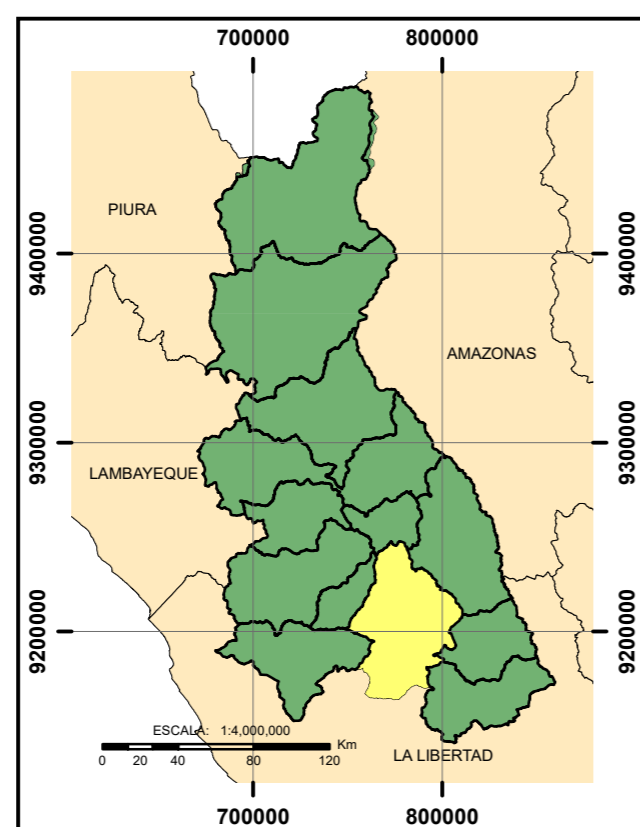 700000 800000
PIURA
9400000 9400000
AMAZONAS
9300000 9300000
LAMBAYEQUE
9200000 9200000
ESCALA: 1:4,000,000
Km
0 20 40 80 120
LA LIBERTAD
700000 800000